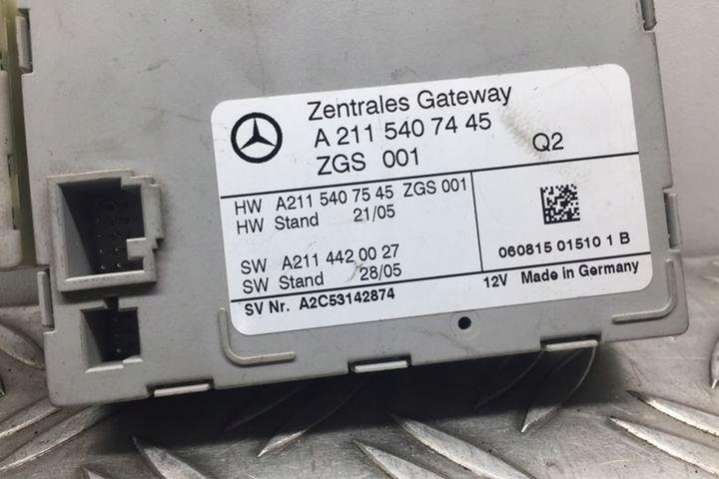 Zentrales Gateway
A 211 540 74 45
ZGS 001
Q2
HW A211 540 75 45 ZGS 001
HW Stand 21/05
SW A211 442 00 27
SW Stand 28/05
060815 01510 1 B
SV Nr. A2C53142874
12V Made in Germany